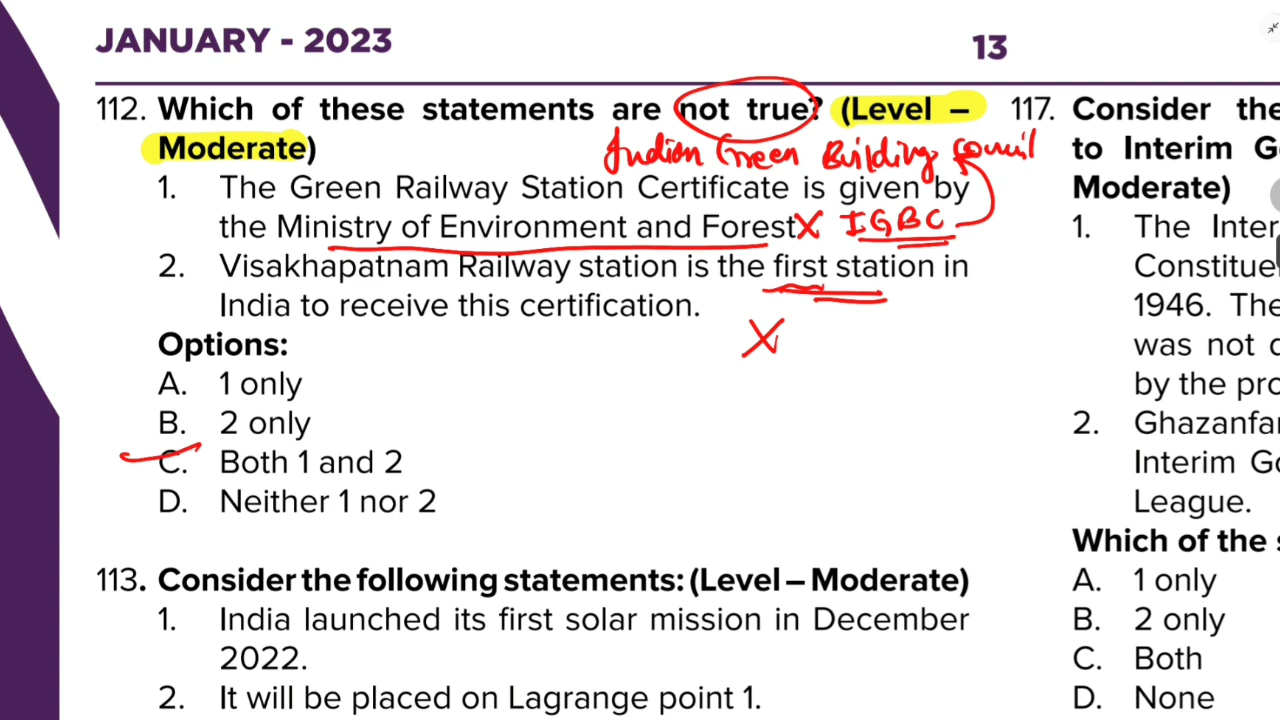 JANUARY - 2023
13
112. Which of these statements are not true? (Level –
Moderate)
Indian Green Building Council
1. The Green Railway Station Certificate is given by
the Ministry of Environment and Forest X IGBC
2. Visakhapatnam Railway station is the first station in
India to receive this certification.
X
Options:
A. 1 only
B. 2 only
C. Both 1 and 2
D. Neither 1 nor 2
113. Consider the following statements: (Level – Moderate)
1. India launched its first solar mission in December
2022.
2. It will be placed on Lagrange point 1.
117. Consider the
to Interim G
Moderate)
1. The Inter
Constitue
1946. The
was not
by the pro
2. Ghazanfa
Interim Go
League.
Which of the
A. 1 only
B. 2 only
C. Both
D. None